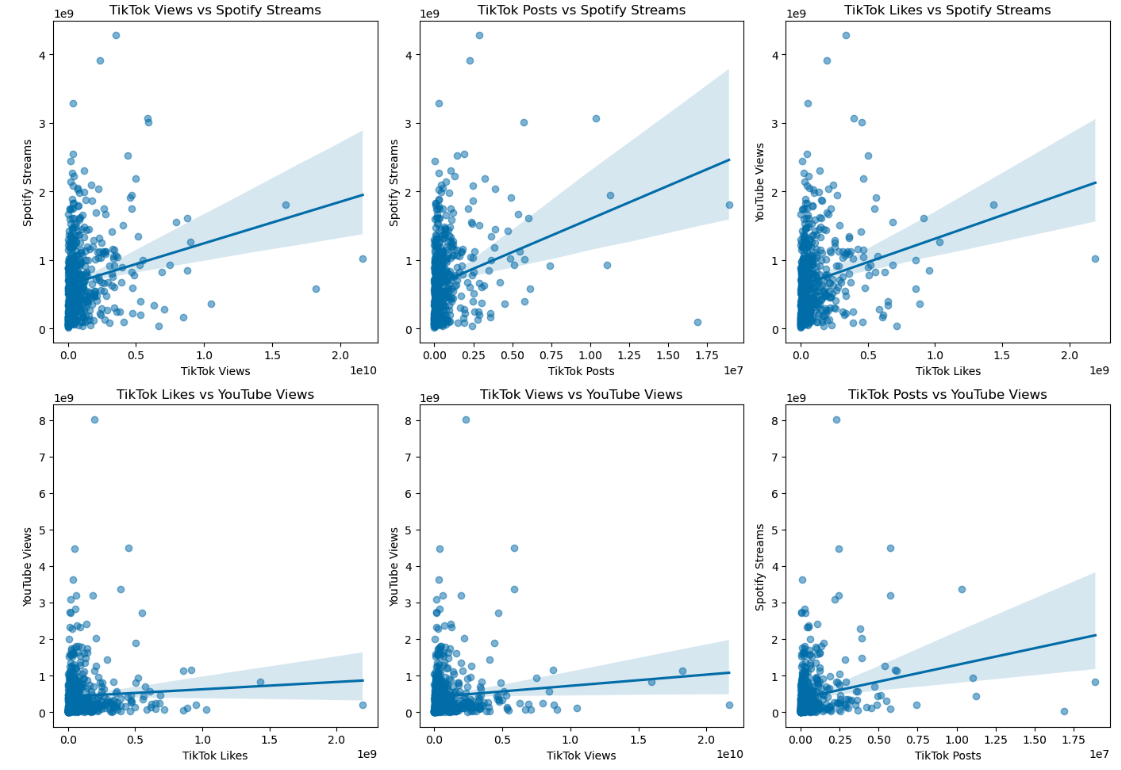 TikTok Views vs Spotify Streams
1e9
4
3
2
1
0
Spotify Streams
0.0 0.5 1.0 1.5 2.0
1e10
TikTok Views
TikTok Posts vs Spotify Streams
1e9
4
3
2
1
0
Spotify Streams
0.0 0.25 0.50 0.75 1.00 1.25 1.50 1.75
1e7
TikTok Posts
TikTok Likes vs Spotify Streams
1e9
4
3
2
1
0
YouTube Views
0.0 0.5 1.0 1.5 2.0
1e9
TikTok Likes
TikTok Likes vs YouTube Views
1e9
8
7
6
5
4
3
2
1
0
YouTube Views
0.0 0.5 1.0 1.5 2.0
1e9
TikTok Likes
TikTok Views vs YouTube Views
1e9
8
7
6
5
4
3
2
1
0
YouTube Views
0.0 0.5 1.0 1.5 2.0
1e10
TikTok Views
TikTok Posts vs YouTube Views
1e9
8
7
6
5
4
3
2
1
0
Spotify Streams
0.00 0.25 0.50 0.75 1.00 1.25 1.50 1.75
1e7
TikTok Posts